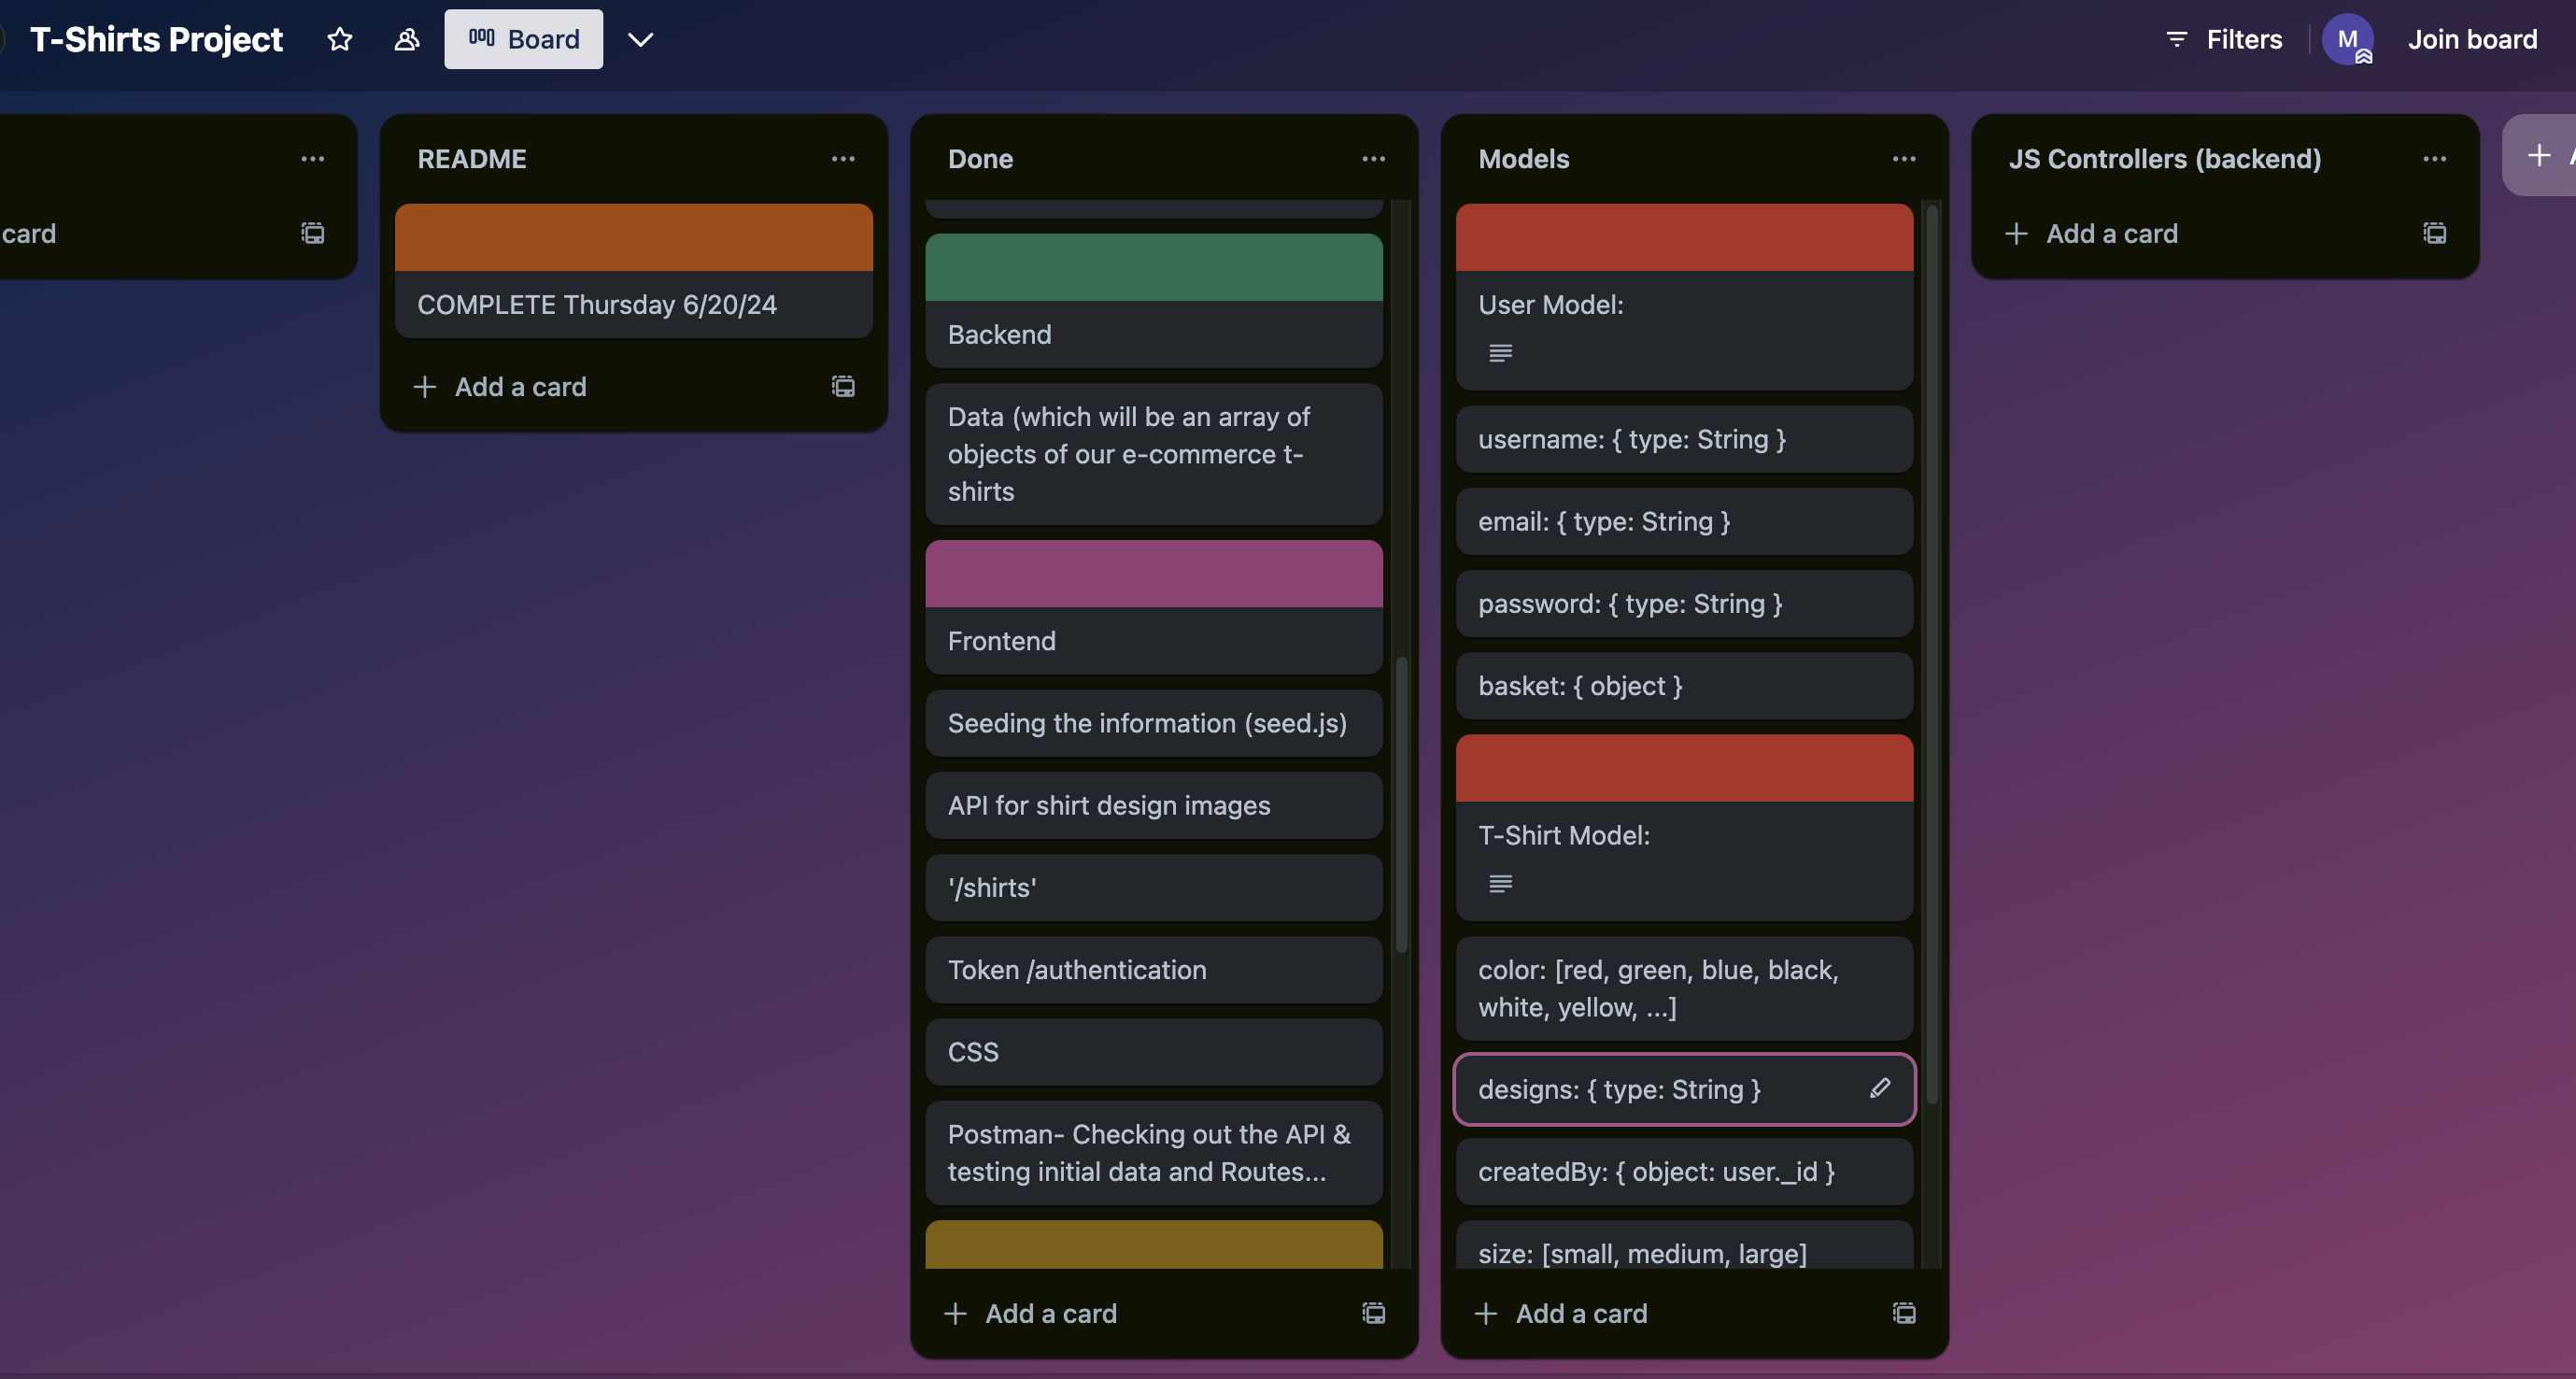 T-Shirts Project
Board
Filters
M
Join board
card
README
COMPLETE Thursday 6/20/24
+ Add a card
Done
Backend
Data (which will be an array of
objects of our e-commerce t-
shirts
Frontend
Seeding the information (seed.js)
API for shirt design images
'/shirts'
Token /authentication
CSS
Postman- Checking out the API &
testing initial data and Routes...
+ Add a card
Models
User Model:
username: { type: String }
email: { type: String }
password: { type: String }
basket: { object }
T-Shirt Model:
color: [red, green, blue, black,
white, yellow, ...]
designs: { type: String }
createdBy: { object: user._id }
size: [small, medium, large]
+ Add a card
JS Controllers (backend)
+ Add a card